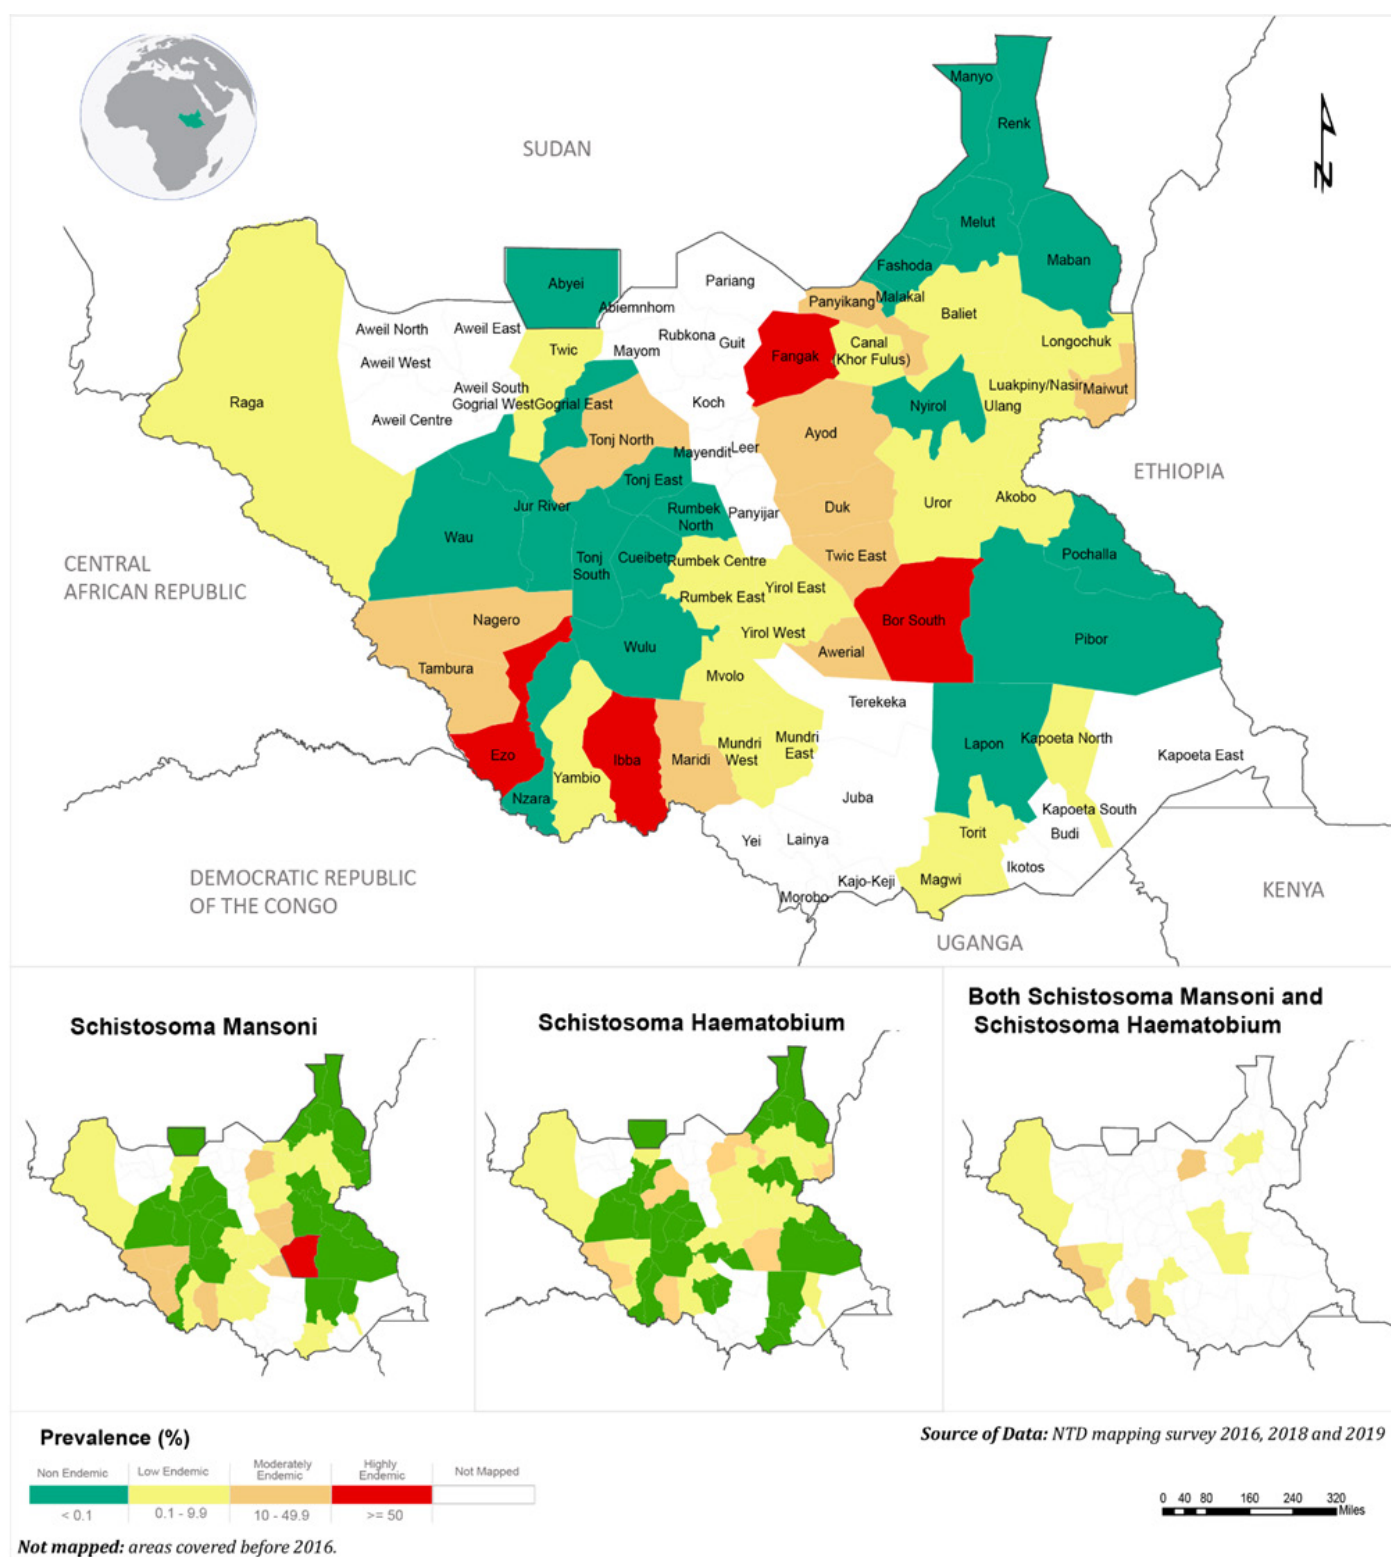 SUDAN
Manyo
Renk
Melut
Maban
Fashoda
Abyei
Pariang
Abiemnhom
Panyikang
Malakal
Baliet
Aweil North
Aweil East
Rubkona
Guit
Longochuk
Twic
Mayom
Fangak
Canal
(Khor Fulus)
Aweil West
Aweil South
Luakpiny/Nasir
Maiwut
Raga
Gogrial West
Gogrial East
Koch
Nyirol
Ulang
Aweil Centre
Tonj North
Ayod
Mayendit
Leer
ETHIOPIA
Tonj East
Jur River
Rumbek
North
Panyijar
Duk
Uror
Akobo
Wau
CENTRAL
AFRICAN REPUBLIC
Tonj
South
Cueibet
Rumbek Centre
Twic East
Pochalla
Rumbek East
Yirol East
Nagero
Bor South
Yirol West
Pibor
Wulu
Awerial
Tambura
Mvolo
Terekeka
Ezo
Ibba
Maridi
Mundri
West
Mundri
East
Lapon
Kapoeta North
Kapoeta East
Yambio
Nzara
Juba
Kapoeta South
Budi
Yei
Lainya
Torit
Ikotos
DEMOCRATIC REPUBLIC
OF THE CONGO
Kajo-Keji
Magwi
Morobo
KENYA
UGANDA
Schistosoma Mansoni
Schistosoma Haematobium
Both Schistosoma Mansoni and
Schistosoma Haematobium
Prevalence (%)
Source of Data: NTD mapping survey 2016, 2018 and 2019
Non Endemic
Low Endemic
Moderately
Endemic
Highly
Endemic
Not Mapped
< 0.1
0.1 - 9.9
10 - 49.9
>= 50
0 40 80 160 240 320
Miles
Not mapped: areas covered before 2016.